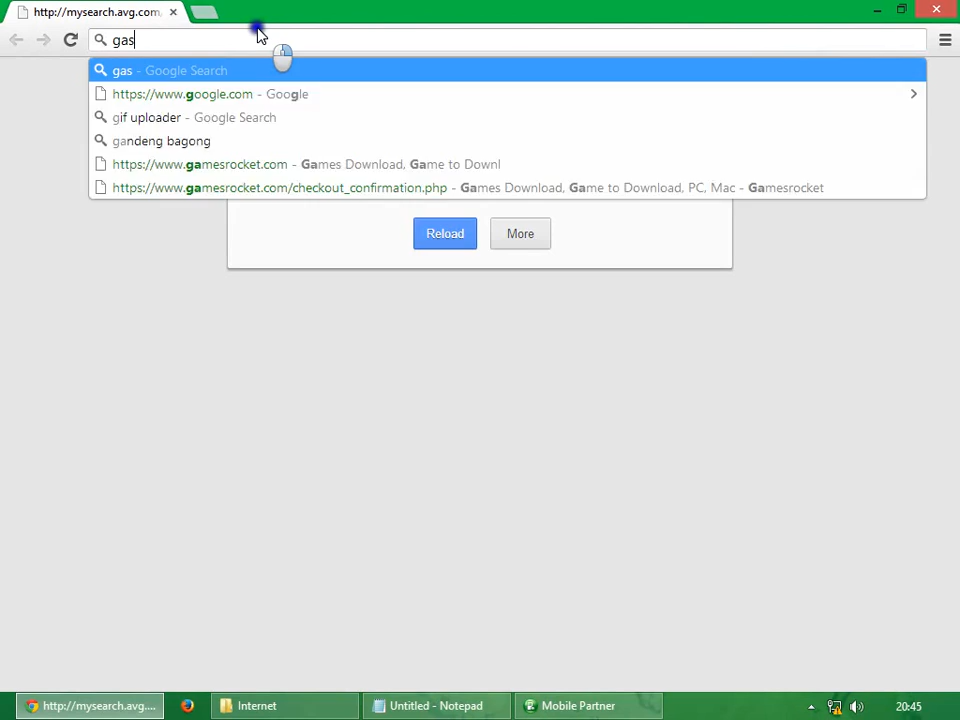 http://mysearch.avg.com,
gas
gas - Google Search
https://www.google.com - Google
gif uploader - Google Search
gandeng bagong
https://www.gamesrocket.com - Games Download, Game to Downl
https://www.gamesrocket.com/checkout_confirmation.php - Games Download, Game to Download, PC, Mac - Gamesrocket
Reload
More
http://mysearch.avg....
Internet
Untitled - Notepad
Mobile Partner
20:45